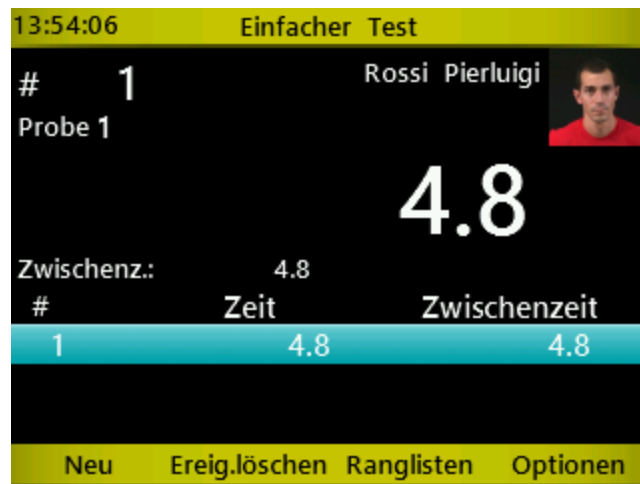 13:54:06 Einfacher Test
# 1 Rossi Pierluigi
Probe 1
4.8
Zwischenz.: 4.8
# Zeit Zwischenzeit
1 4.8 4.8
Neu Ereig.löschen Ranglisten Optionen